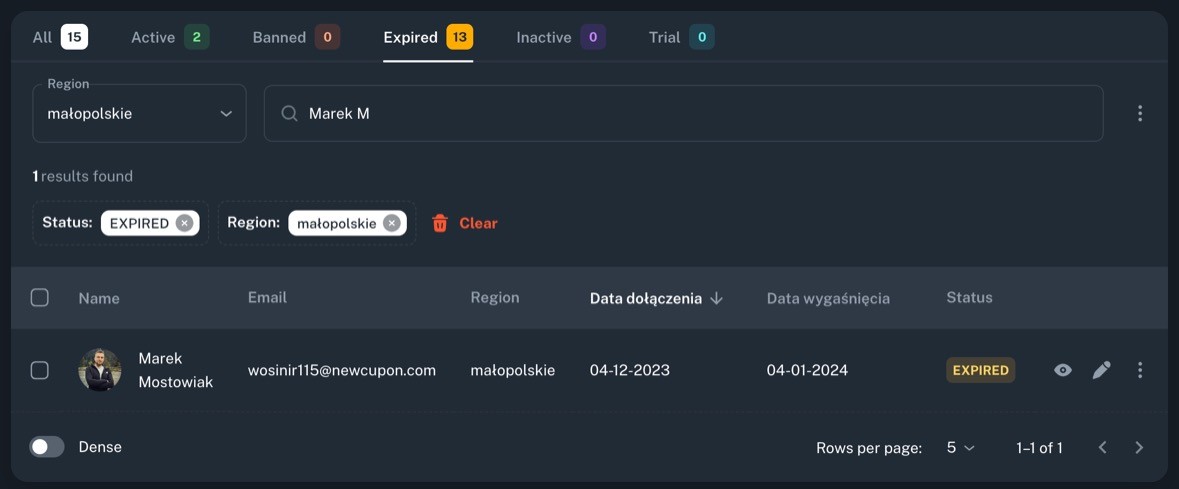 All 15 Active 2 Banned 0 Expired 13 Inactive 0 Trial 0
Region
małopolskie
Marek M
1 results found
Status: EXPIRED Region: małopolskie Clear
Name Email Region Data dołączenia Data wygaśnięcia Status
Marek
Mostowiak
wosinir115@newcupon.com małopolskie 04-12-2023 04-01-2024 EXPIRED
Dense Rows per page: 5 1–1 of 1